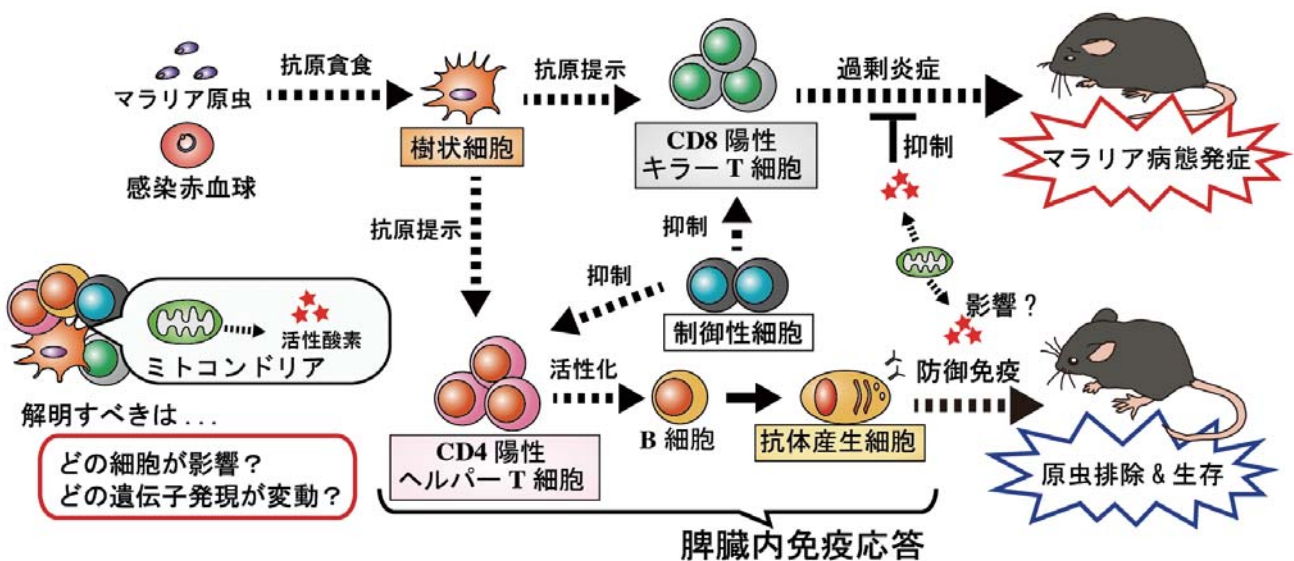 マラリア原虫
感染赤血球
抗原貪食
樹状細胞
抗原提示
CD8 陽性
キラー T 細胞
過剰炎症
抑制
マラリア病態発症
抗原提示
抑制
抑制
制御性細胞
影響？
活性酸素
ミトコンドリア
解明すべきは...
どの細胞が影響？
どの遺伝子発現が変動？
CD4 陽性
ヘルパー T 細胞
活性化
B 細胞
抗体産生細胞
防御免疫
原虫排除 & 生存
脾臓内免疫応答